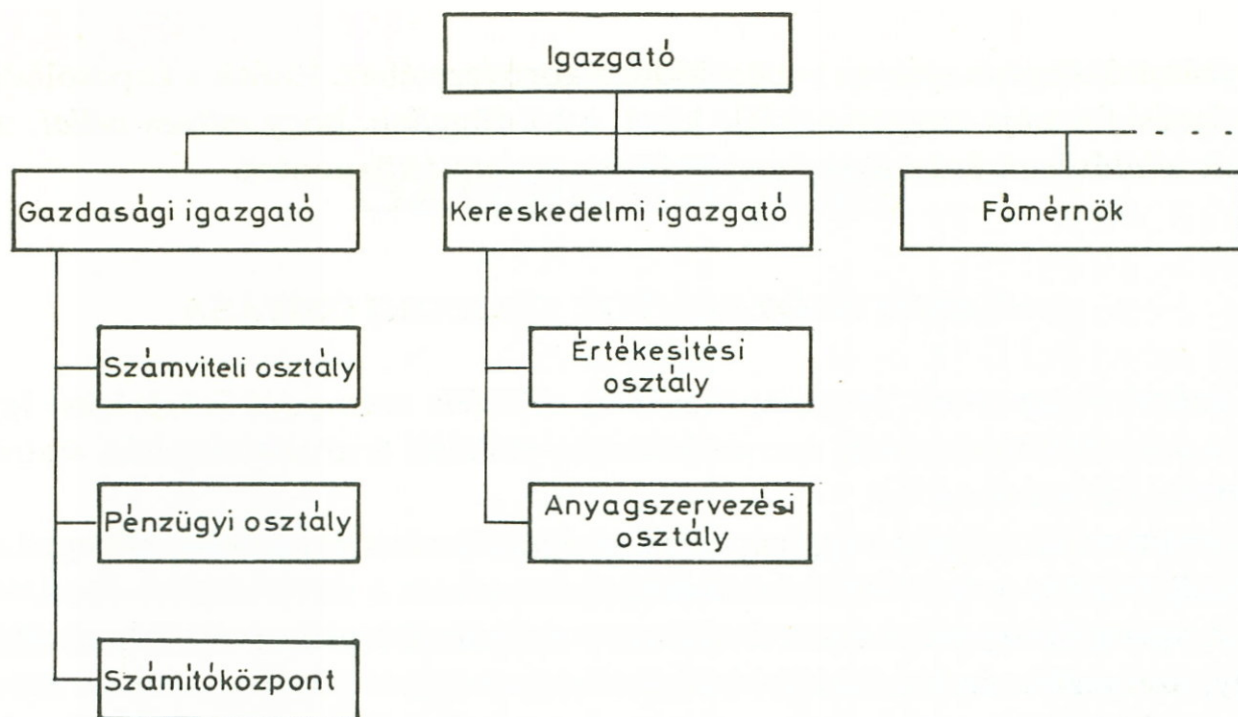 Igazgató
Gazdasági igazgató
Kereskedelmi igazgató
Főmérnök
Számviteli osztály
Pénzügyi osztály
Számítóközpont
Értékesítési
osztály
Anyagszervezési
osztály